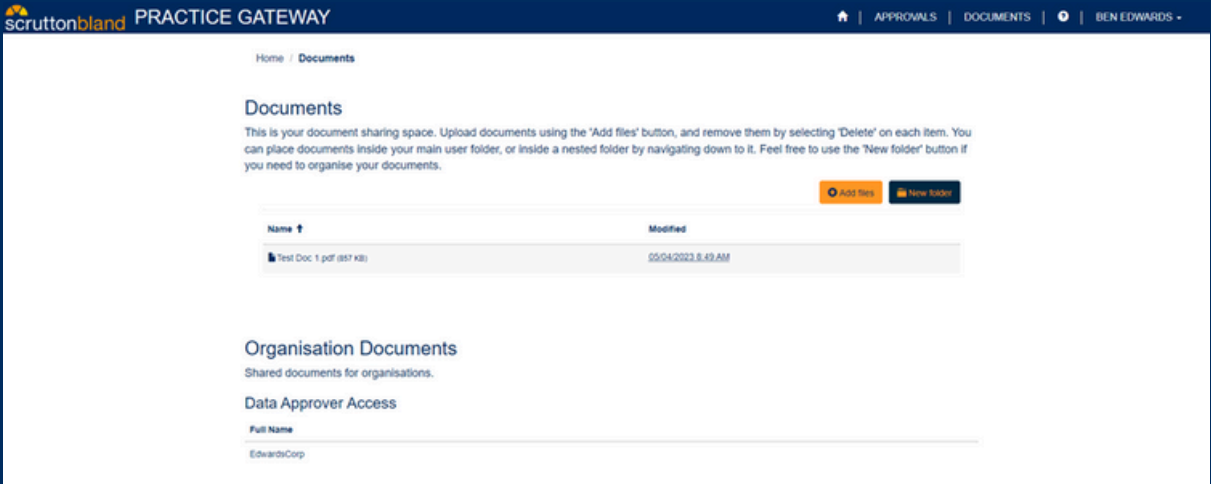 scruttonbland PRACTICE GATEWAY
APPROVALS | DOCUMENTS | ? | BEN EDWARDS
Home / Documents
Documents
This is your document sharing space. Upload documents using the 'Add files' button, and remove them by selecting 'Delete' on each item. You
can place documents inside your main user folder, or inside a nested folder by navigating down to it. Feel free to use the 'New folder' button if
you need to organise your documents.
Add files New folder
Name Modified
Test Doc 1.pdf (857 KB) 05/04/2023 8:49 AM
Organisation Documents
Shared documents for organisations.
Data Approver Access
Full Name
EdwardsCorp